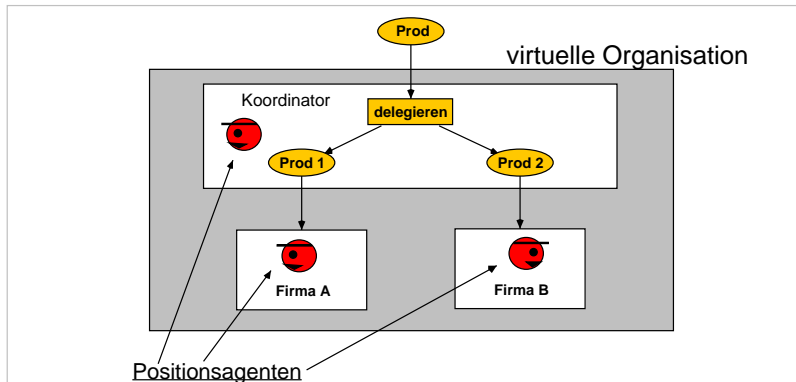 Prod
virtuelle Organisation
Koordinator
delegieren
Prod 1
Prod 2
Firma A
Firma B
Positionsagenten